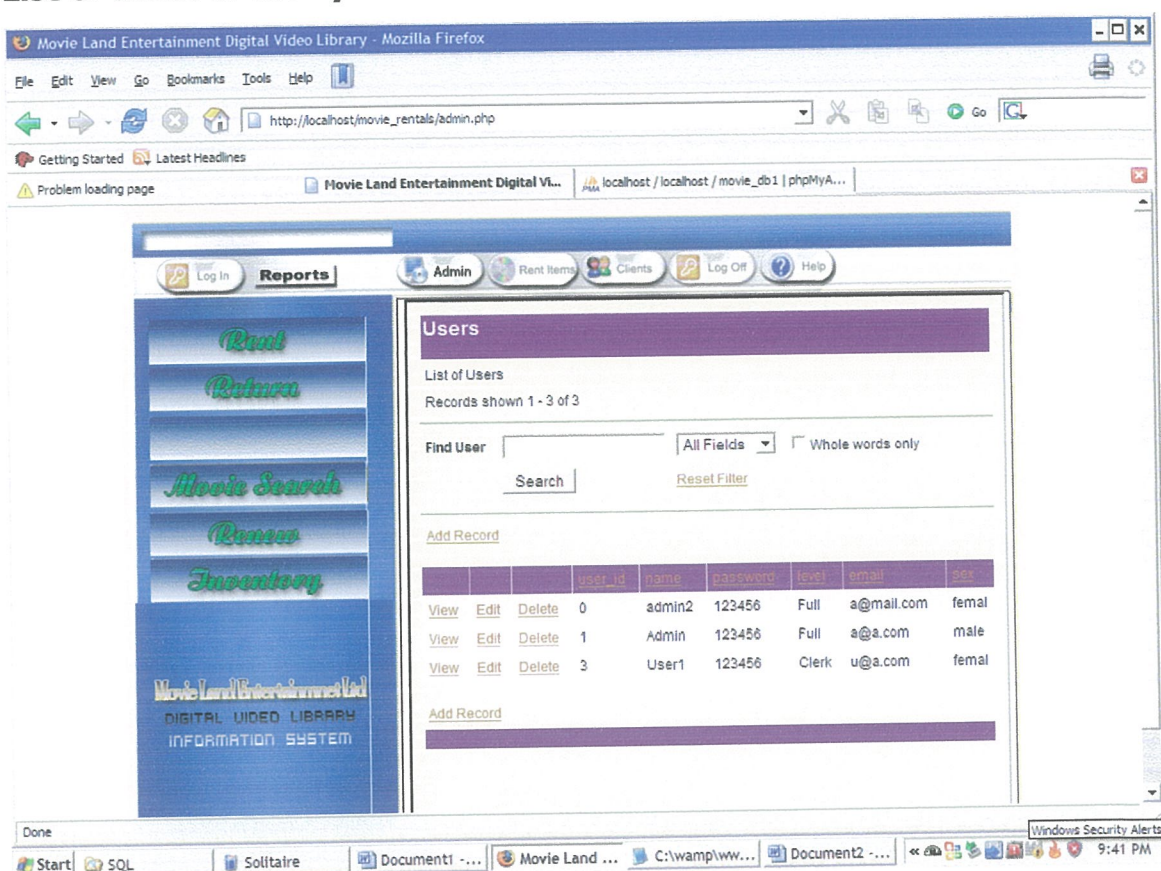 Movie Land Entertainment Digital Video Library - Mozilla Firefox
File Edit View Go Bookmarks Tools Help
http://localhost/movie_rentals/admin.php
Go
Getting Started Latest Headlines
Problem loading page
Movie Land Entertainment Digital Vi...
localhost / localhost / movie_db1 | phpMyA...
Log In Reports Admin Rent Items Clients Log Off Help
Rent
Return
Movie Search
Renew
Inventory
Movie Land Entertainmnet Ltd
DIGITAL VIDEO LIBRARY
INFORMATION SYSTEM
Users
List of Users
Records shown 1 - 3 of 3
Find User All Fields Whole words only
Search Reset Filter
Add Record
user_id name password level email sex
View Edit Delete 0 admin2 123456 Full a@mail.com femal
View Edit Delete 1 Admin 123456 Full a@a.com male
View Edit Delete 3 User1 123456 Clerk u@a.com femal
Add Record
Done
Windows Security Alerts
Start SQL Solitaire Document1 -... Movie Land ... C:\wamp\ww... Document2 -... 9:41 PM